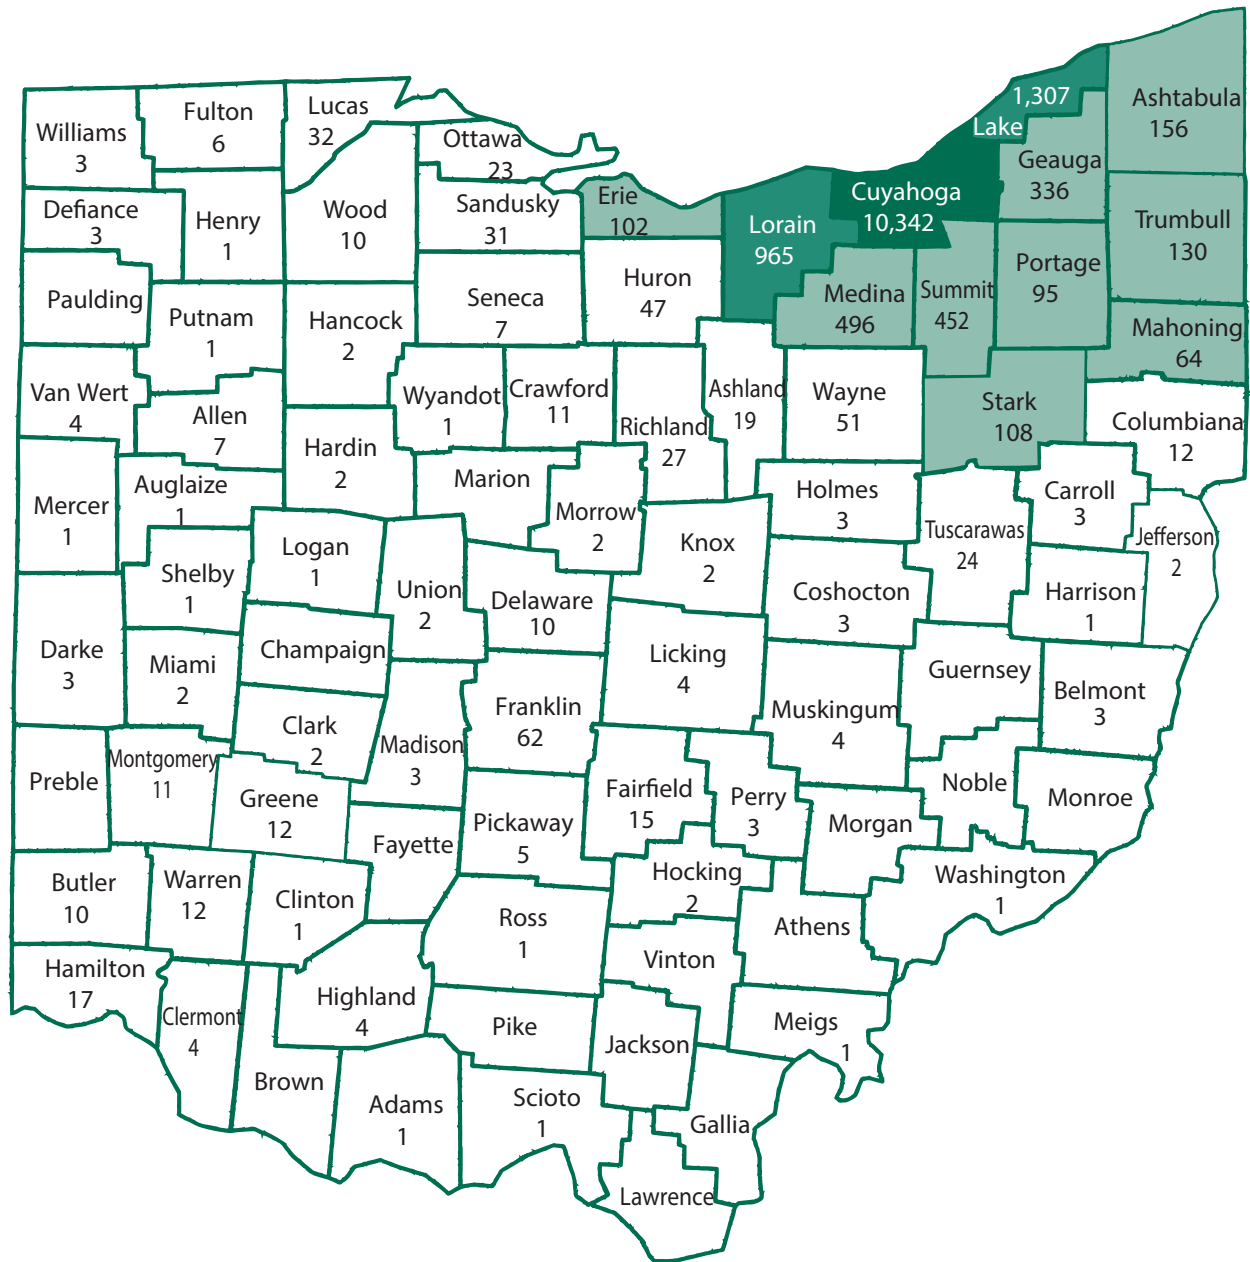 Williams
3
Fulton
6
Lucas
32
Ottawa
23
1,307
Lake
Ashtabula
156
Geauga
336
Defiance
3
Henry
1
Wood
10
Sandusky
31
Erie
102
Lorain
965
Cuyahoga
10,342
Trumbull
130
Paulding
Putnam
1
Hancock
2
Seneca
7
Huron
47
Medina
496
Summit
452
Portage
95
Mahoning
64
Van Wert
4
Allen
7
Hardin
2
Wyandot
1
Crawford
11
Richland
27
Ashland
19
Wayne
51
Stark
108
Columbiana
12
Mercer
1
Auglaize
1
Marion
Morrow
2
Knox
2
Holmes
3
Tuscarawas
24
Carroll
3
Jefferson
2
Shelby
1
Logan
1
Union
2
Delaware
10
Coshocton
3
Harrison
1
Darke
3
Miami
2
Champaign
Licking
4
Muskingum
4
Guernsey
Belmont
3
Clark
2
Madison
3
Franklin
62
Preble
Montgomery
11
Greene
12
Fairfield
15
Perry
3
Morgan
Noble
Monroe
Fayette
Pickaway
5
Hocking
2
Washington
1
Butler
10
Warren
12
Clinton
1
Ross
1
Athens
Vinton
Hamilton
17
Clermont
4
Highland
4
Pike
Jackson
Meigs
1
Brown
Adams
1
Scioto
1
Gallia
Lawrence